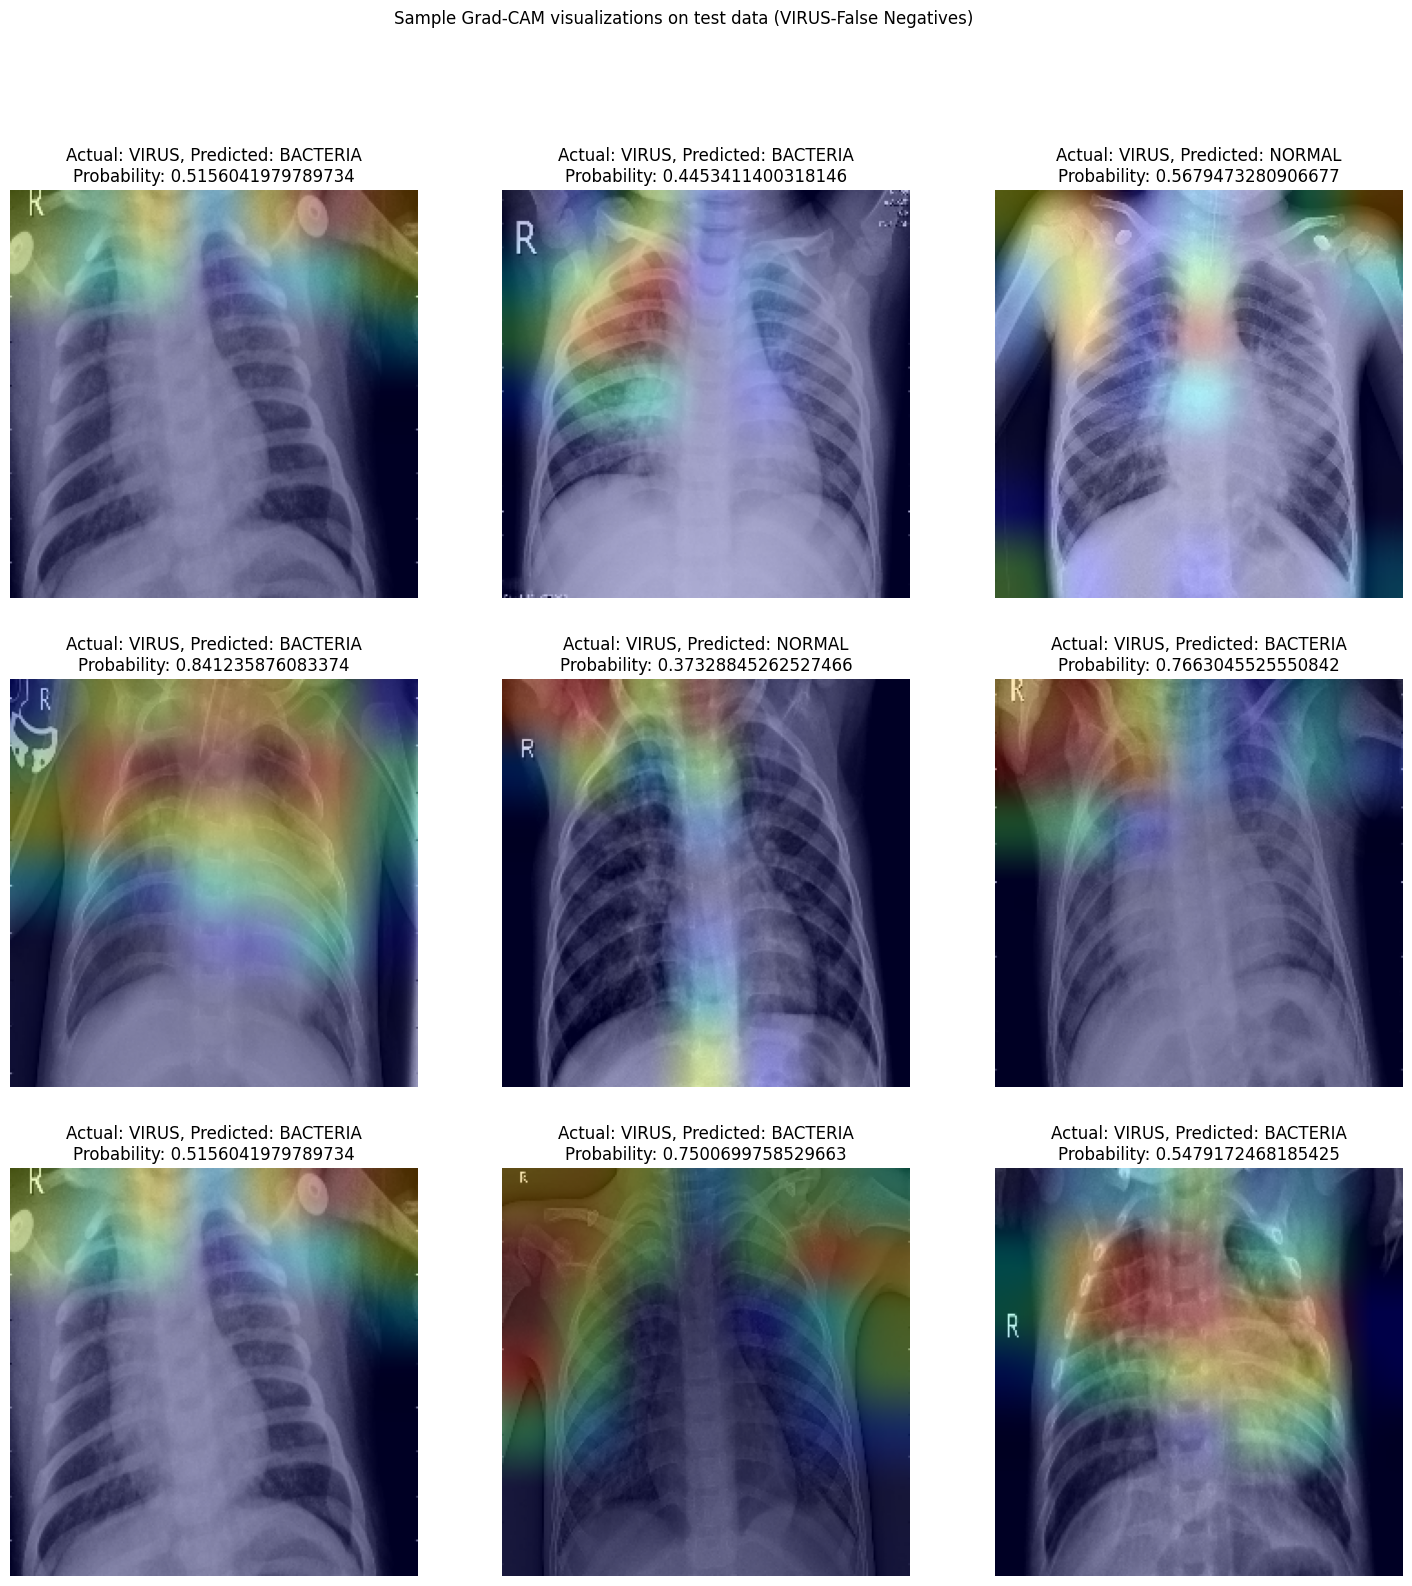 Sample Grad-CAM visualizations on test data (VIRUS-False Negatives)
Actual: VIRUS, Predicted: BACTERIA
Probability: 0.5156041979789734
R
Actual: VIRUS, Predicted: BACTERIA
Probability: 0.4453411400318146
R
Actual: VIRUS, Predicted: NORMAL
Probability: 0.5679473280906677
Actual: VIRUS, Predicted: BACTERIA
Probability: 0.841235876083374
R
Actual: VIRUS, Predicted: NORMAL
Probability: 0.37328845262527466
R
Actual: VIRUS, Predicted: BACTERIA
Probability: 0.7663045525550842
R
Actual: VIRUS, Predicted: BACTERIA
Probability: 0.5156041979789734
R
Actual: VIRUS, Predicted: BACTERIA
Probability: 0.7500699758529663
R
Actual: VIRUS, Predicted: BACTERIA
Probability: 0.5479172468185425
R